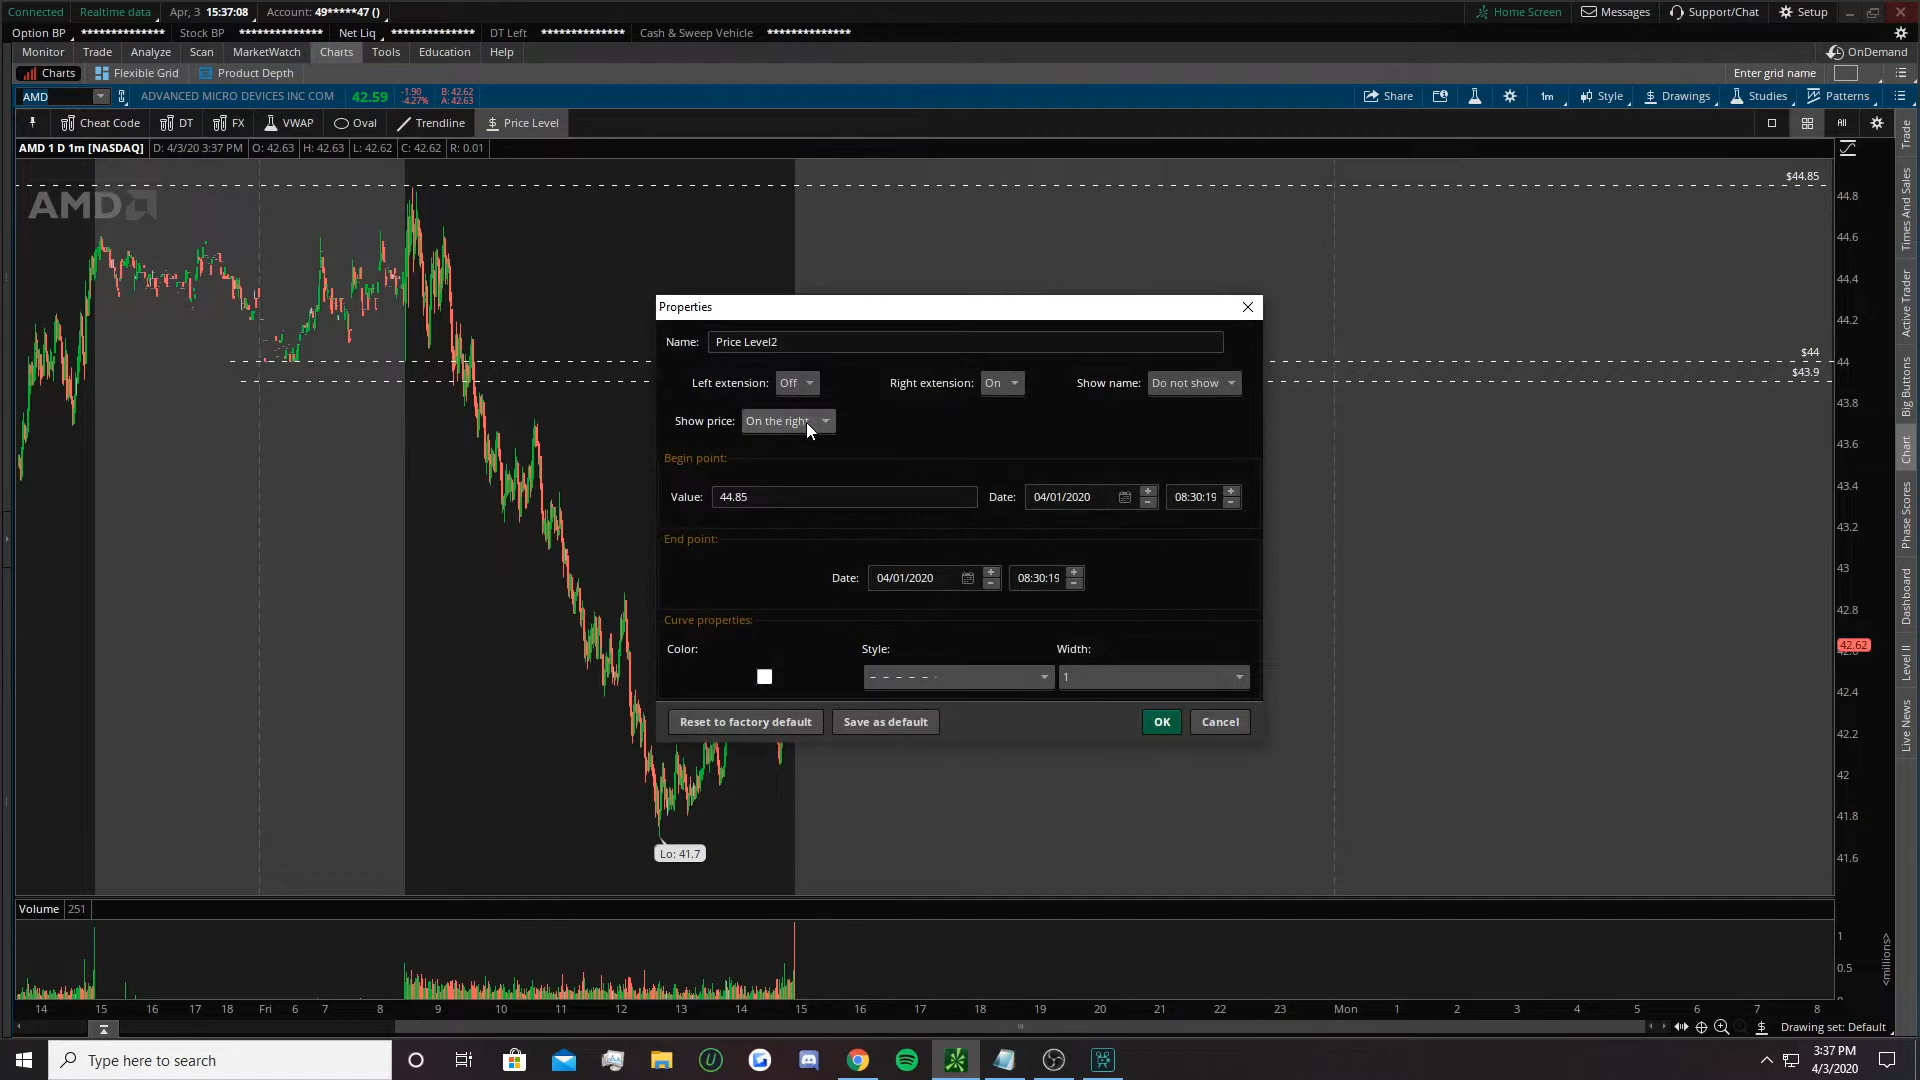 Connected Realtime data Apr, 3 15:37:08 Account: 49*****47 () Home Screen Messages Support/Chat Setup
Option BP ************** Stock BP ************** Net Liq ************** DT Left ************** Cash & Sweep Vehicle **************
Monitor Trade Analyze Scan MarketWatch Charts Tools Education Help OnDemand
Charts Flexible Grid Product Depth Enter grid name
AMD ADVANCED MICRO DEVICES INC COM 42.59 -1.90 -4.27% B: 42.62 A: 42.63 Share 1m Style Drawings Studies Patterns
Cheat Code DT FX VWAP Oval Trendline $ Price Level All
AMD 1 D 1m [NASDAQ] D: 4/3/20 3:37 PM O: 42.63 H: 42.63 L: 42.62 C: 42.62 R: 0.01
AMD
$44.85
$44
$43.9
44.8
44.6
44.4
44.2
44
43.8
43.6
43.4
43.2
43
42.8
42.62
42.4
42.2
42
41.8
41.6
Properties
Name: Price Level2
Left extension: Off Right extension: On Show name: Do not show
Show price: On the right
Begin point:
Value: 44.85 Date: 04/01/2020 08:30:19
End point:
Date: 04/01/2020 08:30:19
Curve properties:
Color: Style: Width:
1
Reset to factory default Save as default OK Cancel
Lo: 41.7
Volume 251
1
0.5
<millions>
14 15 16 17 18 Fri 6 7 8 9 10 11 12 13 14 15 16 17 18 19 20 21 22 23 Mon 1 2 3 4 5 6 7 8
Drawing set: Default
Trade
Times And Sales
Active Trader
Big Buttons
Chart
Phase Scores
Dashboard
Level II
Live News
Type here to search
3:37 PM
4/3/2020